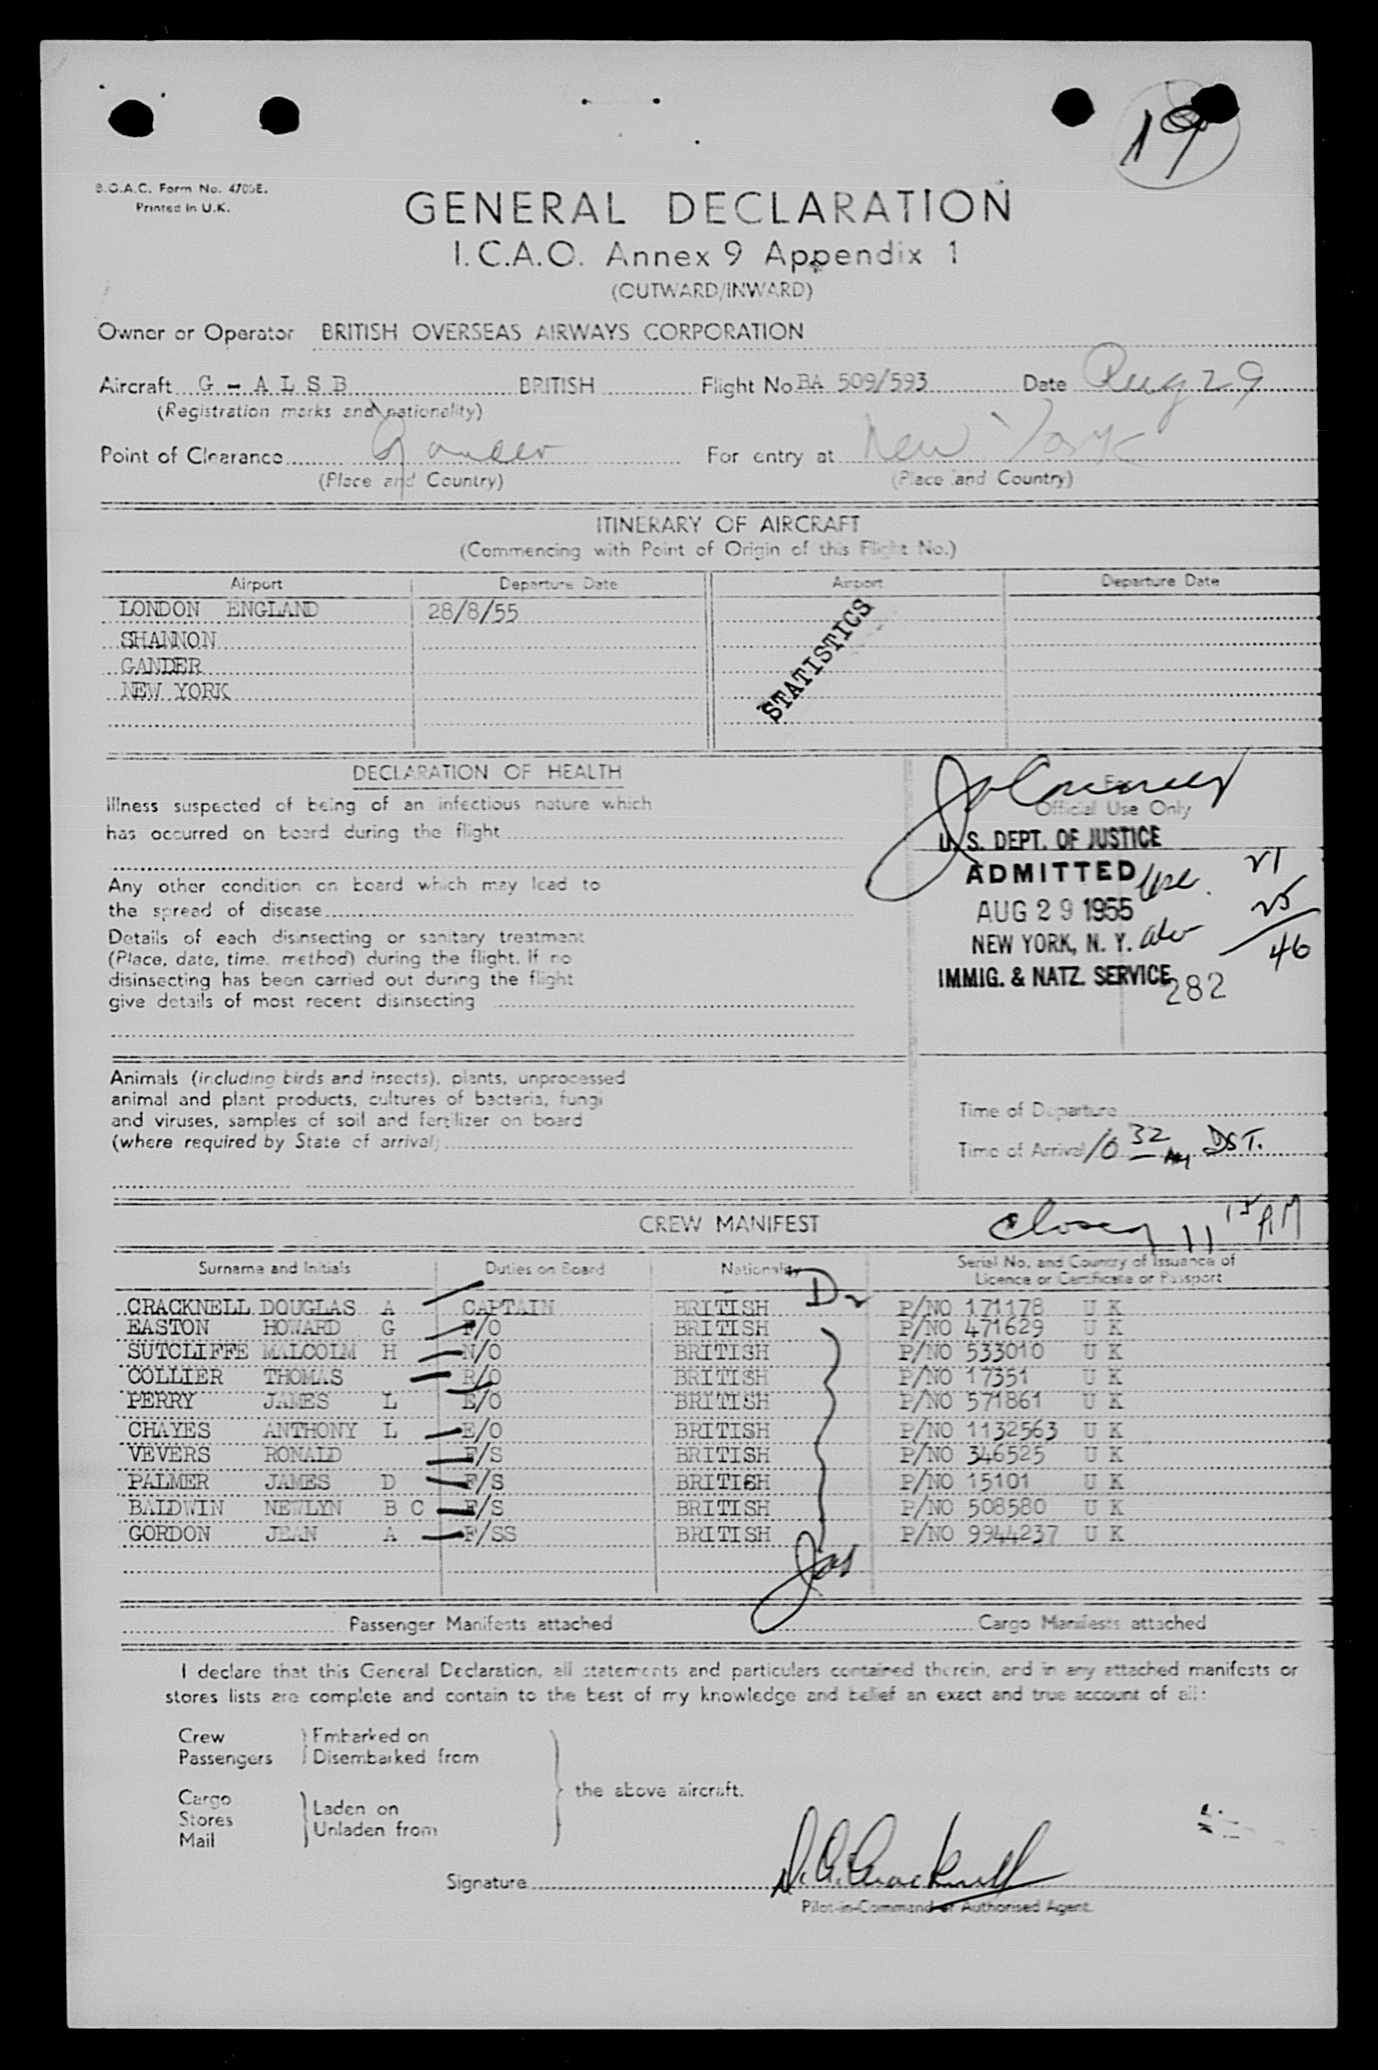 19
B.O.A.C. Form No. 4706E.
Printed in U.K.
GENERAL DECLARATION
I.C.A.O. Annex 9 Appendix 1
(OUTWARD/INWARD)
Owner or Operator BRITISH OVERSEAS AIRWAYS CORPORATION
Aircraft G - A L S B BRITISH Flight No BA 509/593 Date Aug 29
(Registration marks and nationality)
Point of Clearance Gander For entry at New York
(Place and Country) (Place and Country)
ITINERARY OF AIRCRAFT
(Commencing with Point of Origin of this Flight No.)
Airport Departure Date Airport Departure Date
LONDON ENGLAND 28/8/55
SHANNON
GANDER
NEW YORK
STATISTICS
DECLARATION OF HEALTH
Illness suspected of being of an infectious nature which
has occurred on board during the flight
Any other condition on board which may lead to
the spread of disease
Details of each disinsecting or sanitary treatment
(Place, date, time, method) during the flight. If no
disinsecting has been carried out during the flight
give details of most recent disinsecting
For
Official Use Only
U.S. DEPT. OF JUSTICE
ADMITTED
AUG 29 1955
NEW YORK, N. Y.
IMMIG. & NATZ. SERVICE
282
21
25
46
Animals (including birds and insects), plants, unprocessed
animal and plant products, cultures of bacteria, fungi
and viruses, samples of soil and fertilizer on board
(where required by State of arrival)
Time of Departure
Time of Arrival 10 32 AM DST.
CREW MANIFEST closed 11 15 AM
Surname and Initials Duties on Board Nationality Serial No. and Country of Issuance of
Licence or Certificate or Passport
CRACKNELL DOUGLAS A CAPTAIN BRITISH P/NO 171178 U K
EASTON HOWARD G F/O BRITISH P/NO 471629 U K
SUTCLIFFE MALCOLM H N/O BRITISH P/NO 533010 U K
COLLIER THOMAS R/O BRITISH P/NO 17351 U K
PERRY JAMES L E/O BRITISH P/NO 571861 U K
CHAYES ANTHONY L E/O BRITISH P/NO 1132563 U K
VEVERS RONALD F/S BRITISH P/NO 346525 U K
PALMER JAMES D F/S BRITISH P/NO 15101 U K
BALDWIN NEWLYN B C F/S BRITISH P/NO 508580 U K
GORDON JEAN A F/SS BRITISH P/NO 9944237 U K
Passenger Manifests attached Cargo Manifests attached
I declare that this General Declaration, all statements and particulars contained therein, and in any attached manifests or
stores lists are complete and contain to the best of my knowledge and belief an exact and true account of all:
Crew
Passengers
Embarked on
Disembarked from
Cargo
Stores
Mail
Laden on
Unladen from
the above aircraft.
Signature D. A. Cracknell
Pilot-in-Command or Authorised Agent.